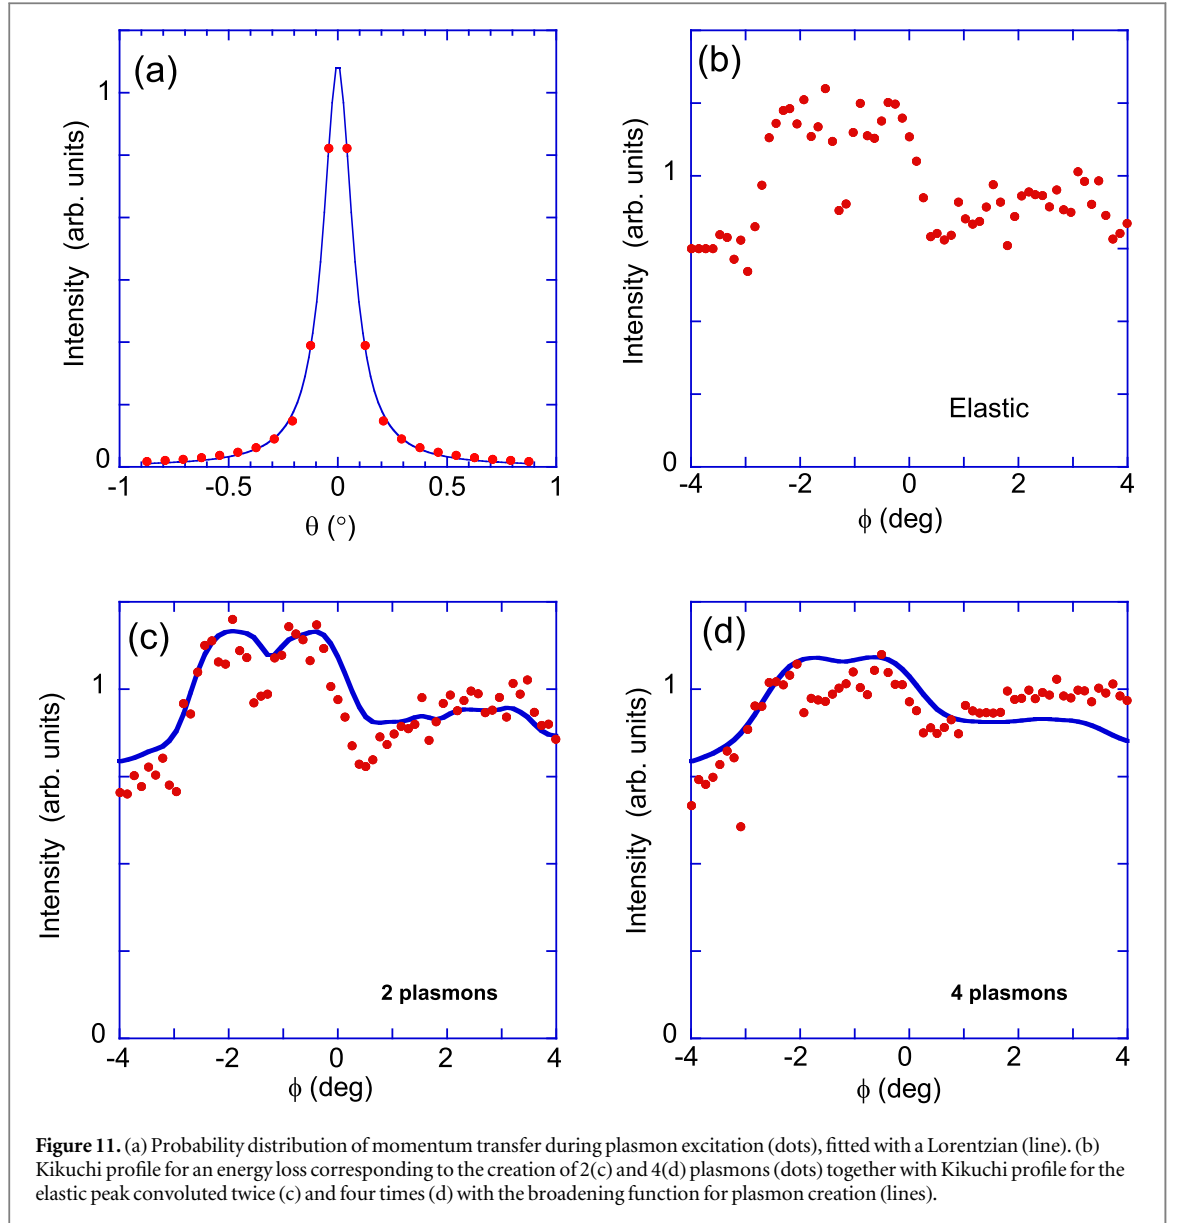 (a)
1
0
Intensity (arb. units)
-1 -0.5 0 0.5 1
θ (°)
(b)
1
0
Intensity (arb. units)
Elastic
-4 -2 0 2 4
ϕ (deg)
(c)
1
0
Intensity (arb. units)
2 plasmons
-4 -2 0 2 4
ϕ (deg)
(d)
1
0
Intensity (arb. units)
4 plasmons
-4 -2 0 2 4
ϕ (deg)
Figure 11. (a) Probability distribution of momentum transfer during plasmon excitation (dots), fitted with a Lorentzian (line). (b)
Kikuchi profile for an energy loss corresponding to the creation of 2(c) and 4(d) plasmons (dots) together with Kikuchi profile for the
elastic peak convoluted twice (c) and four times (d) with the broadening function for plasmon creation (lines).